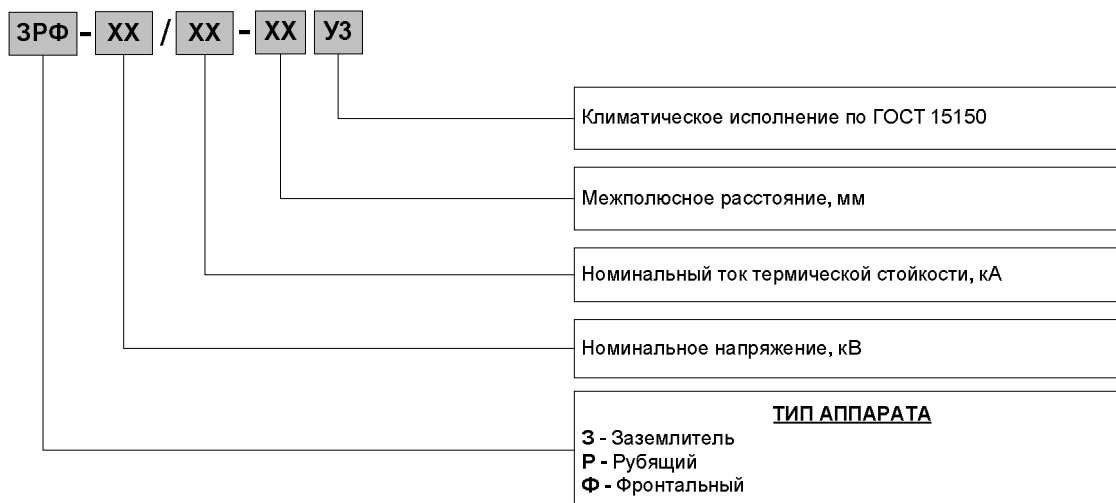 ЗРФ - XX / XX - XX У3
Климатическое исполнение по ГОСТ 15150
Межполюсное расстояние, мм
Номинальный ток термической стойкости, кА
Номинальное напряжение, кВ
ТИП АППАРАТА
З - Заземлитель
Р - Рубящий
Ф - Фронтальный